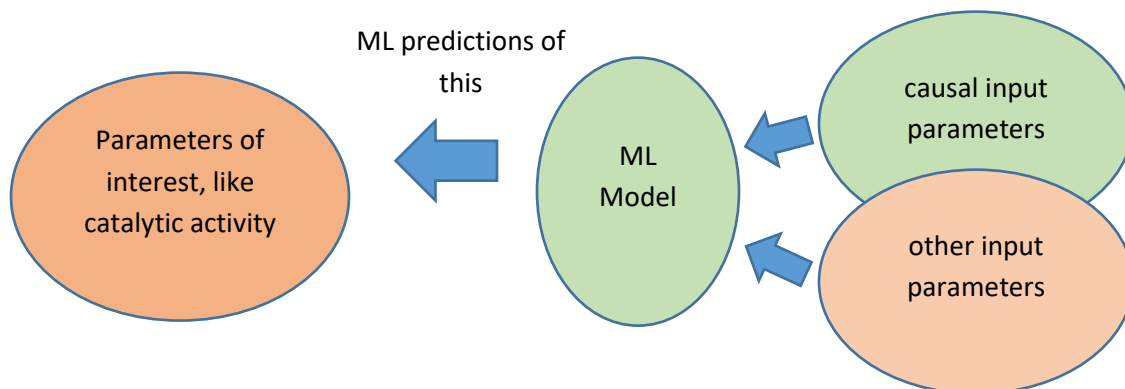 ML predictions of
this
Parameters of
interest, like
catalytic activity
ML
Model
causal input
parameters
other input
parameters